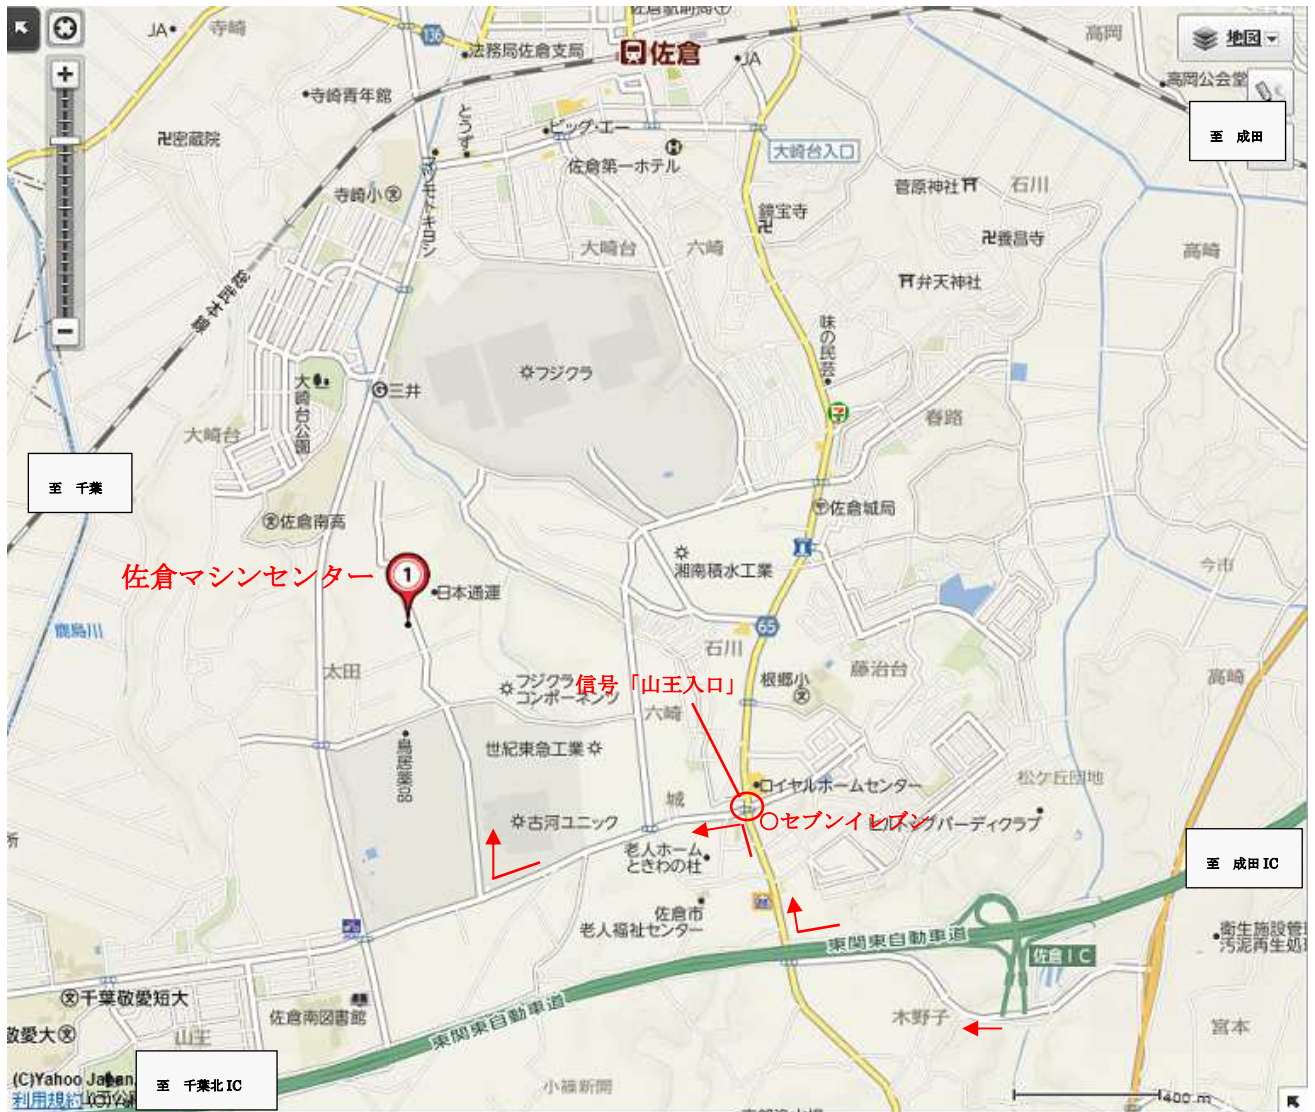 JA
寺崎
136
法務局佐倉支局
佐倉
JA
高岡
地図
高岡公会堂
至 成田
寺崎青年館
密蔵院
とうず
ビッグ・エー
大崎台入口
佐倉第一ホテル
マツモトキヨシ
寺崎小
菅原神社
石川
鏡宝寺
養昌寺
大崎台
六崎
高崎
弁天神社
総武本線
味の民芸
フジクラ
大崎台公園
三井
大崎台
春路
至 千葉
佐倉南高
佐倉城局
湘南積水工業
佐倉マシンセンター
1
日本通運
今市
鹿島川
65
石川
太田
藤治台
フジクラ
コンポーネンツ
信号「山王入口」
根郷小
高崎
六崎
鳥居薬品
世紀東急工業
松ケ丘団地
ロイヤルホームセンター
城
古河ユニック
○セブンイレブン
老人ホーム
ときわの杜
至 成田IC
佐倉市
老人福祉センター
東関東自動車道
佐倉IC
衛生施設管
汚泥再生処
千葉敬愛短大
佐倉南図書館
敬愛大
山王
東関東自動車道
木野子
宮本
(C)Yahoo Japan
利用規約
至 千葉北IC
小篠新開
400 m